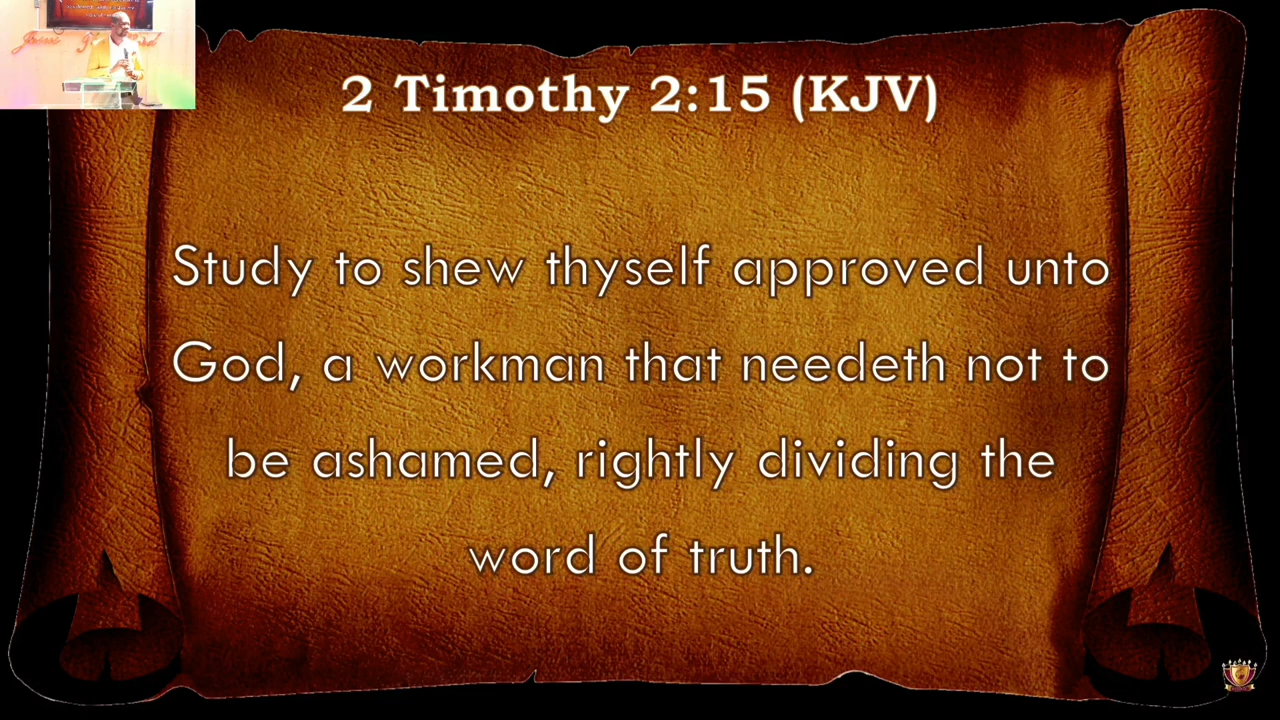 2 Timothy 2:15 (KJV)
Study to shew thyself approved unto
God, a workman that needeth not to
be ashamed, rightly dividing the
word of truth.